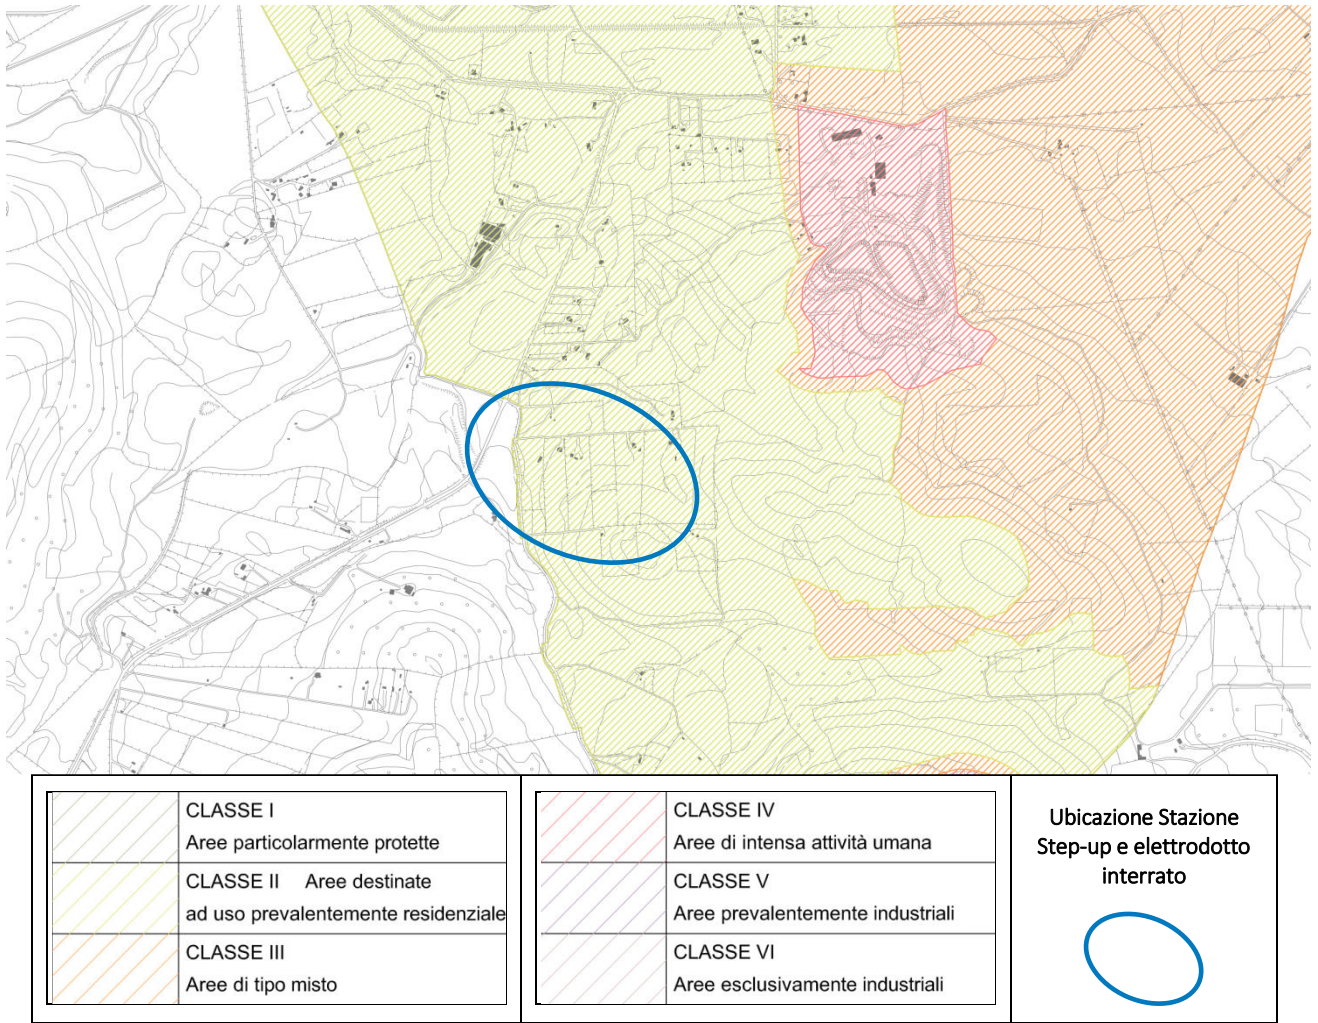 CLASSE I
Aree particolarmente protette
CLASSE II Aree destinate
ad uso prevalentemente residenziale
CLASSE III
Aree di tipo misto
CLASSE IV
Aree di intensa attività umana
CLASSE V
Aree prevalentemente industriali
CLASSE VI
Aree esclusivamente industriali
Ubicazione Stazione
Step-up e elettrodotto
interrato